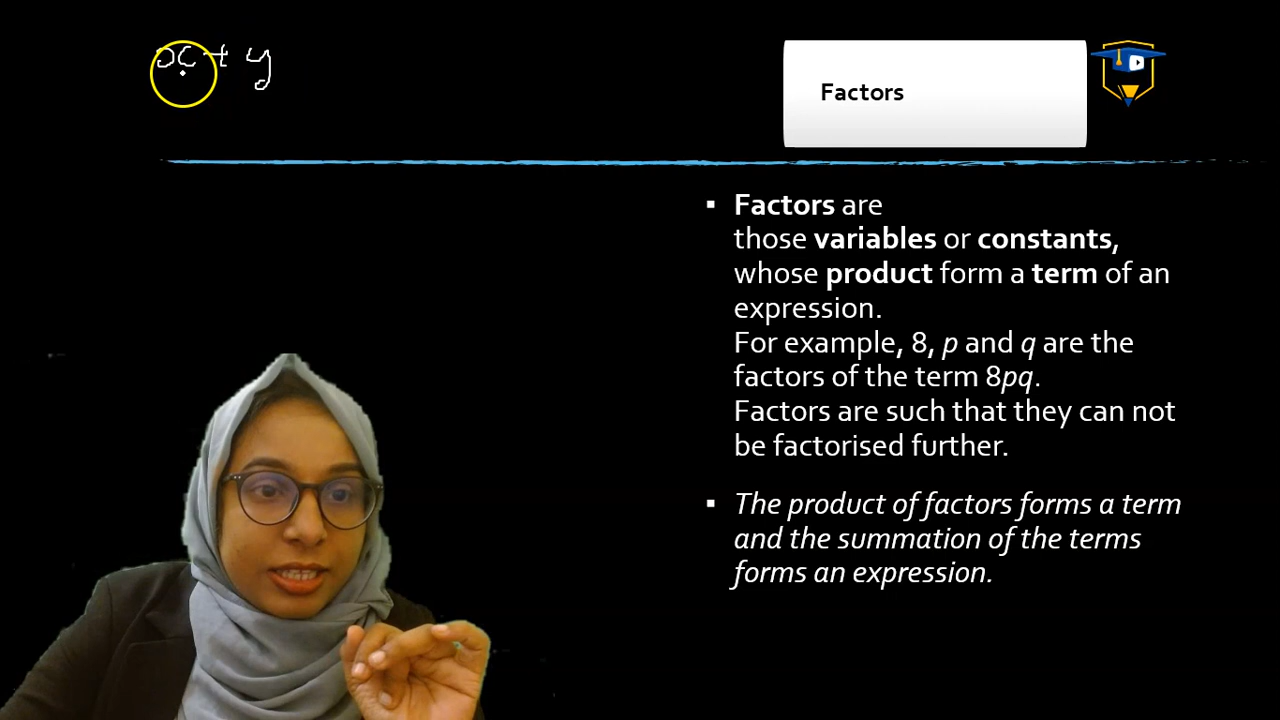 x + y
Factors
▪ Factors are
those variables or constants,
whose product form a term of an
expression.
For example, 8, p and q are the
factors of the term 8pq.
Factors are such that they can not
be factorised further.
▪ The product of factors forms a term
and the summation of the terms
forms an expression.